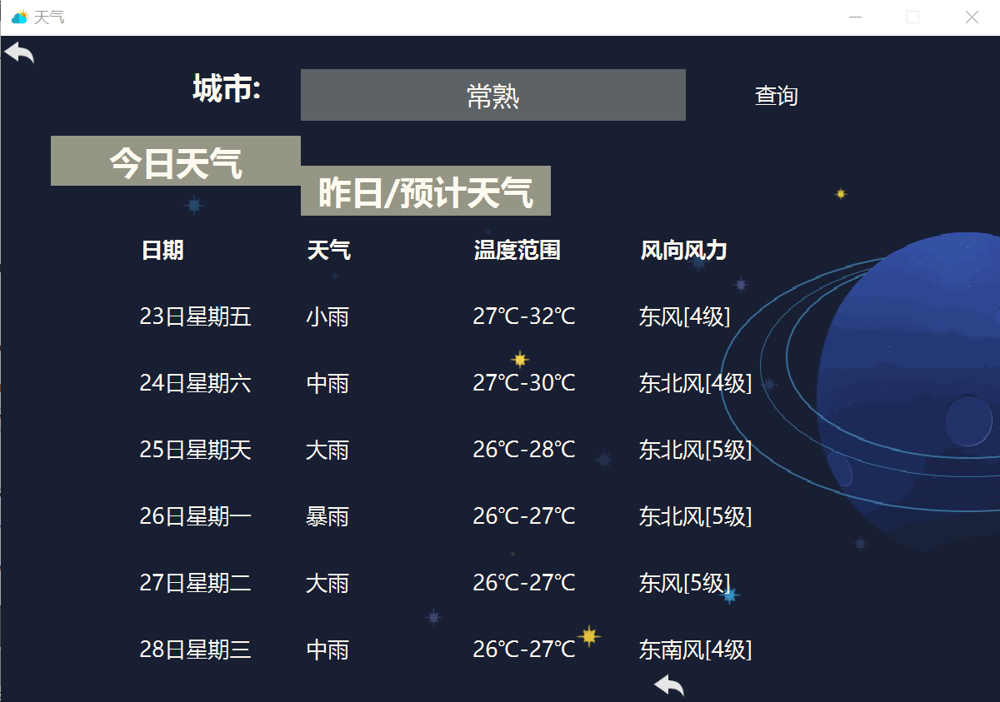 天气
城市: 常熟 查询
今日天气
昨日/预计天气
日期 天气 温度范围 风向风力
23日星期五 小雨 27℃-32℃ 东风[4级]
24日星期六 中雨 27℃-30℃ 东北风[4级]
25日星期天 大雨 26℃-28℃ 东北风[5级]
26日星期一 暴雨 26℃-27℃ 东北风[5级]
27日星期二 大雨 26℃-27℃ 东风[5级]
28日星期三 中雨 26℃-27℃ 东南风[4级]